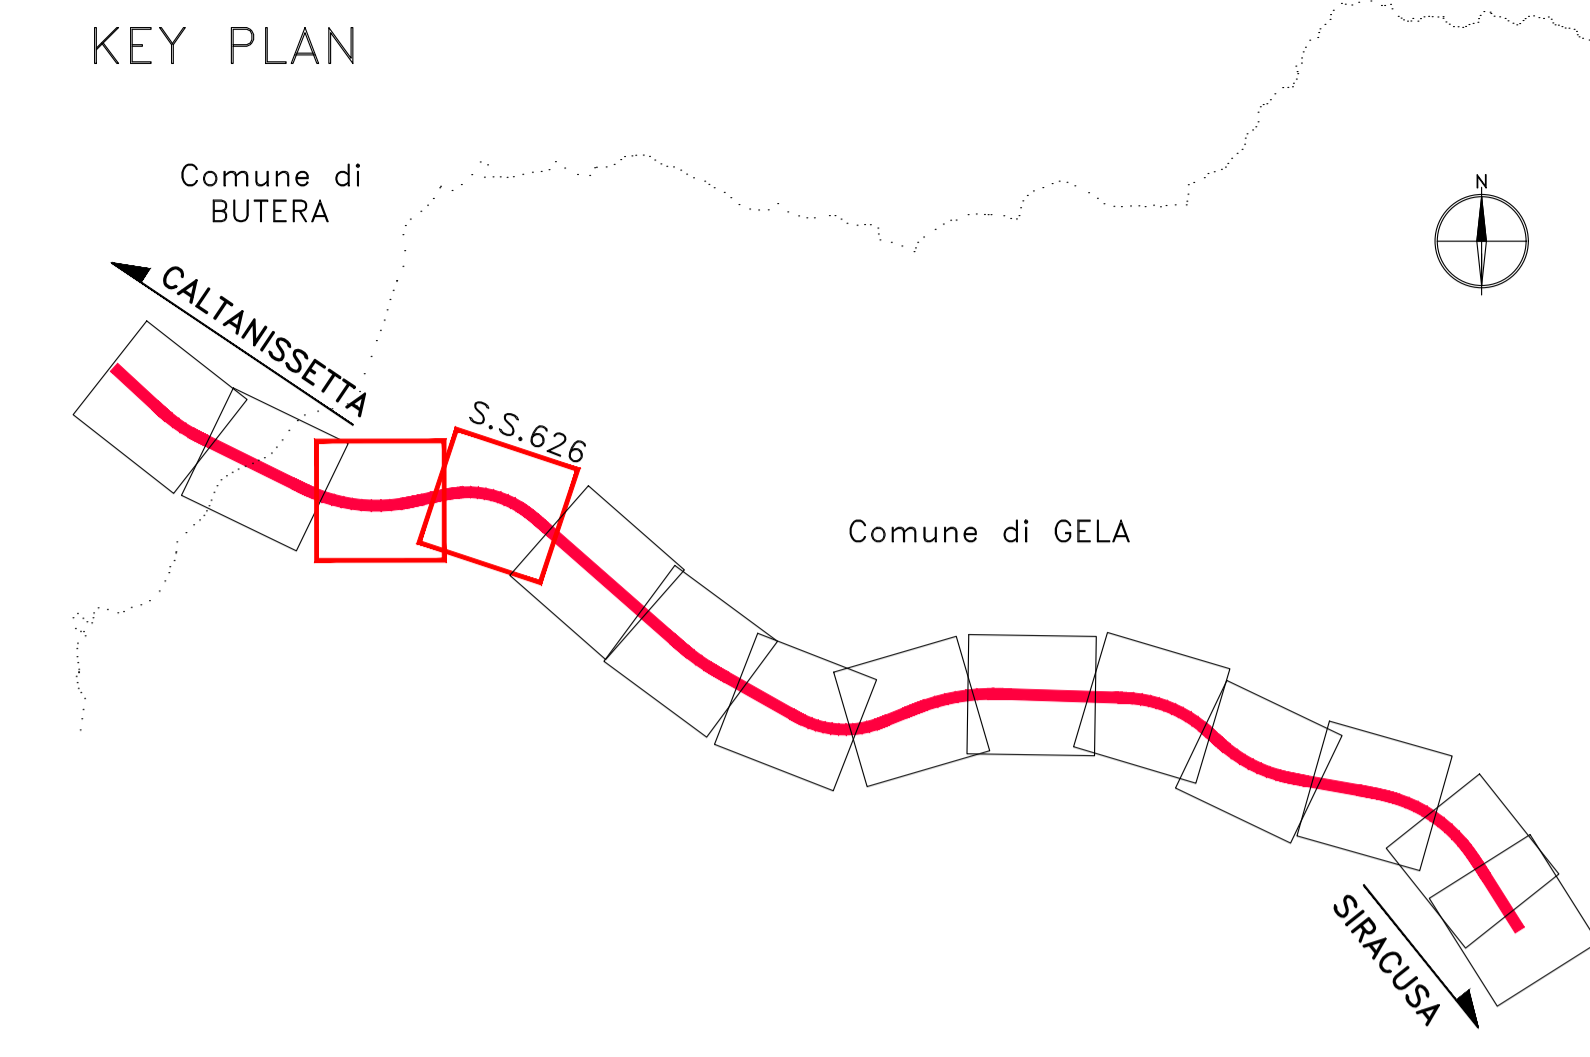 KEY PLAN
Comune di
BUTERA
N
CALTANISSETTA
S.S.626
Comune di GELA
SIRACUSA